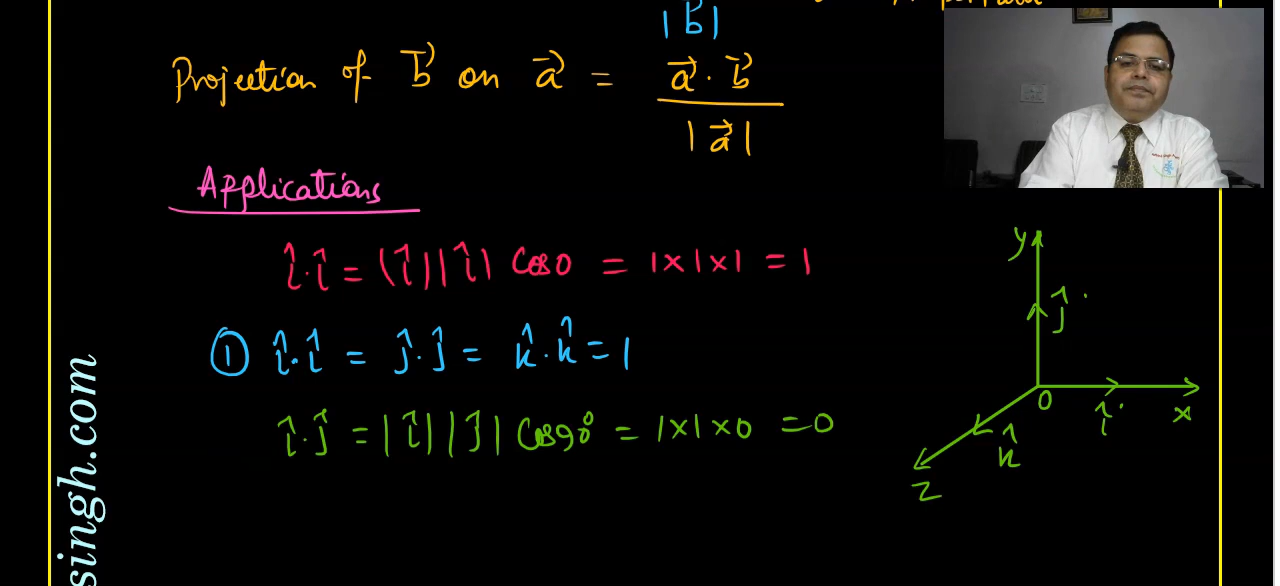 |b⃗|
Projection of b⃗ on a⃗ = a⃗ · b⃗ / |a⃗|
Applications
î·î = |î||î| Cos0 = 1×1×1 = 1
① î·î = ĵ·ĵ = k̂·k̂ = 1
î·ĵ = |î||ĵ| Cos90° = 1×1×0 = 0
y
ĵ
O
î
x
k̂
z
singh.com